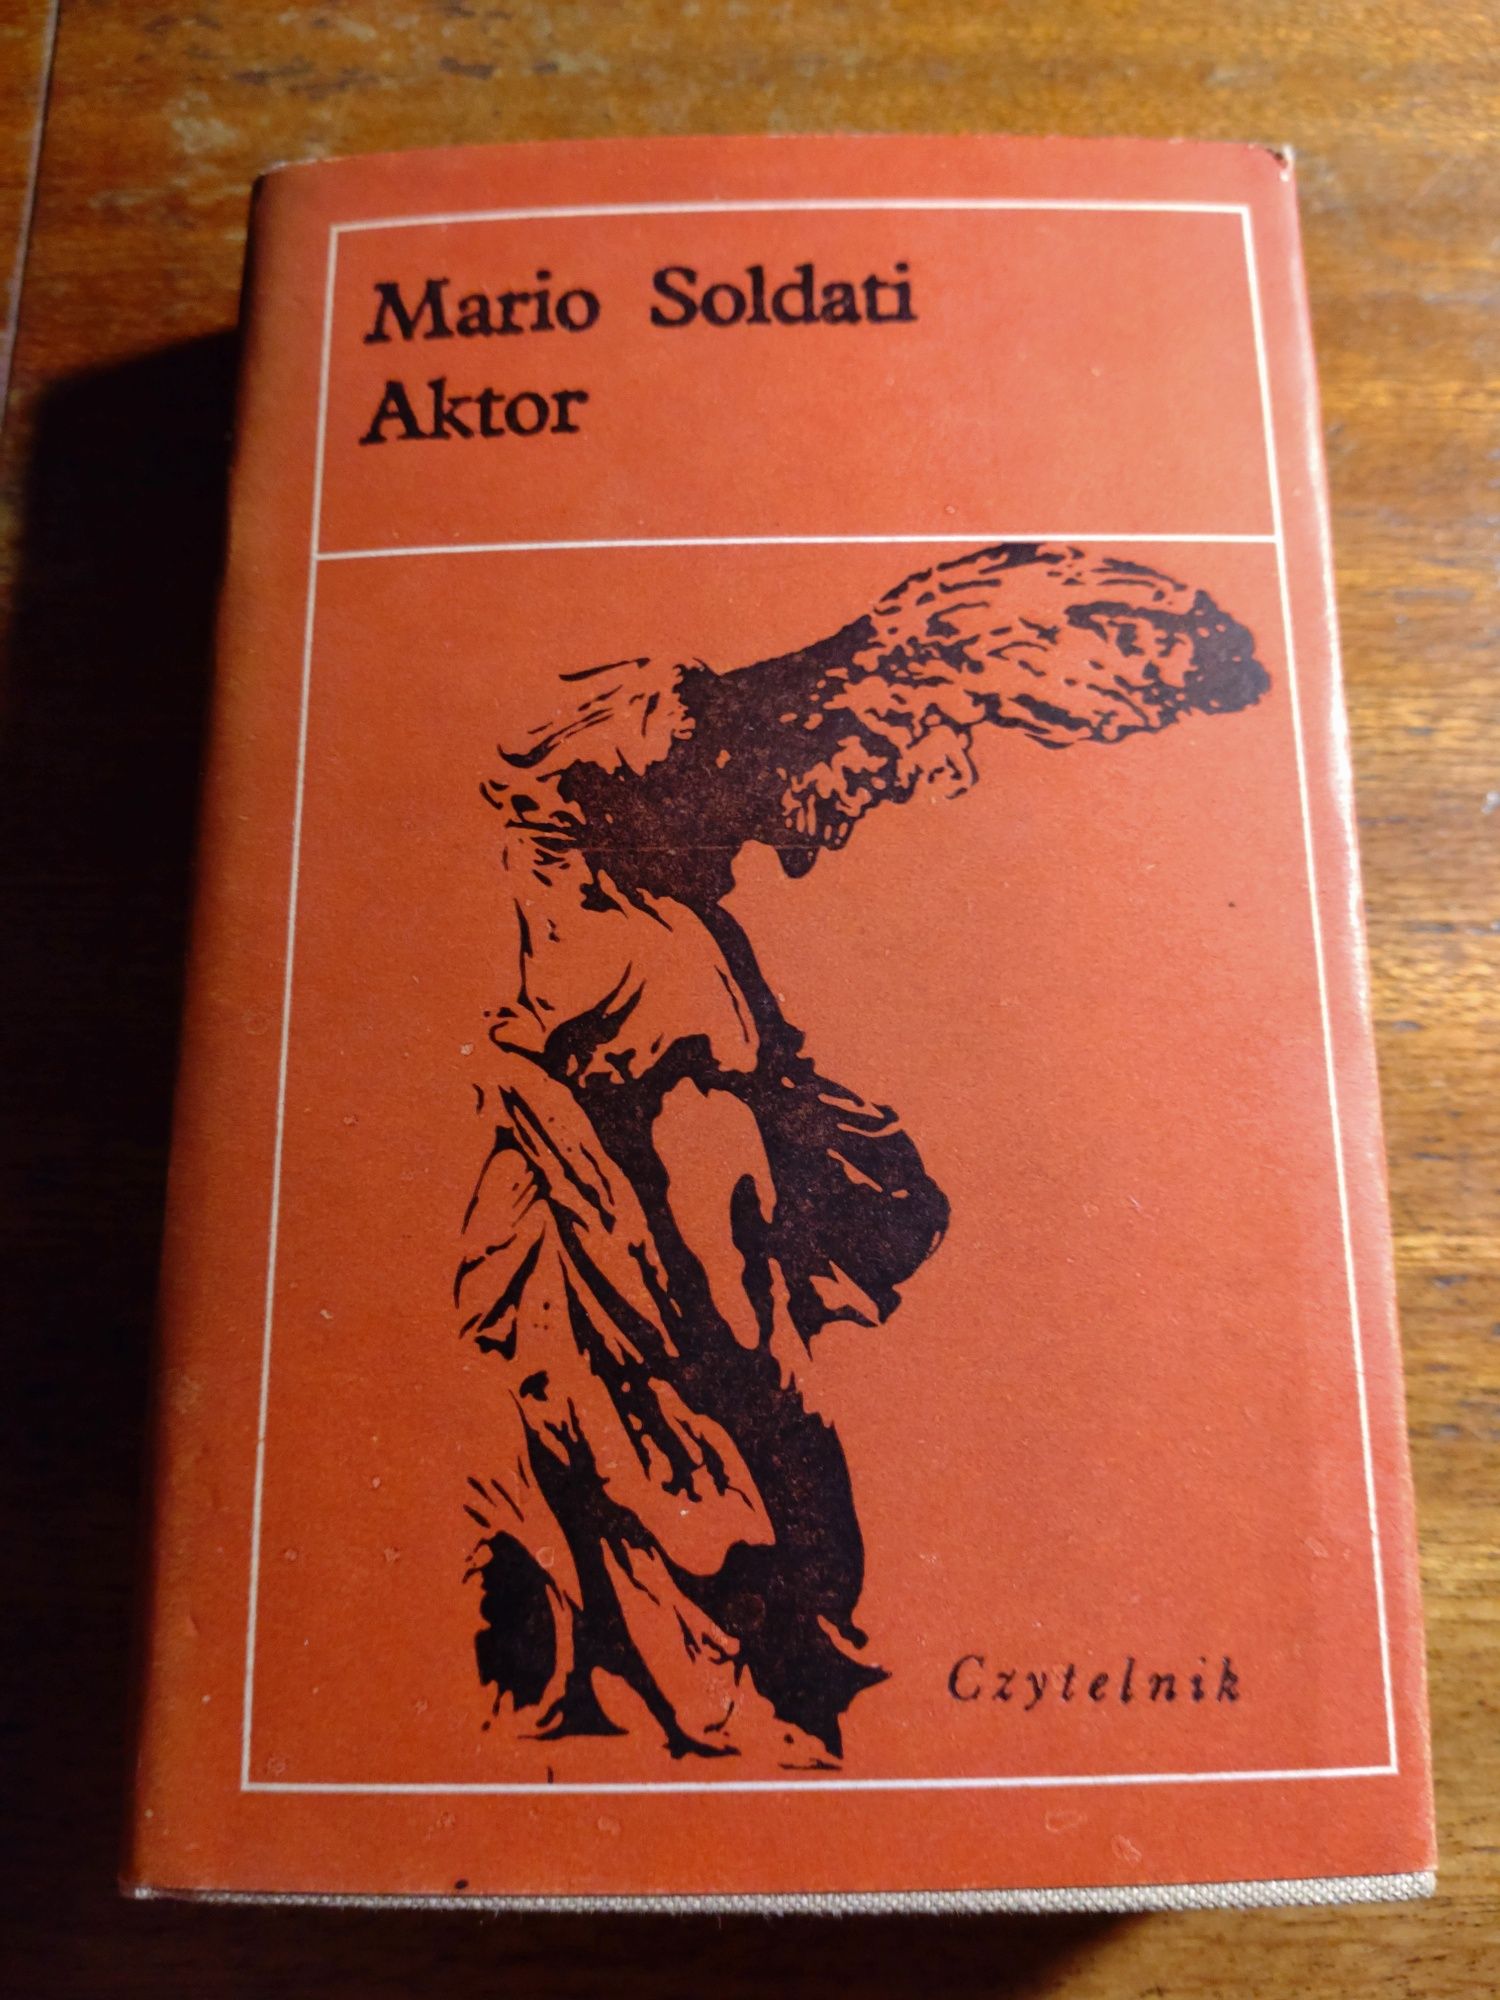 Mario Soldati
Aktor
Czytelnik